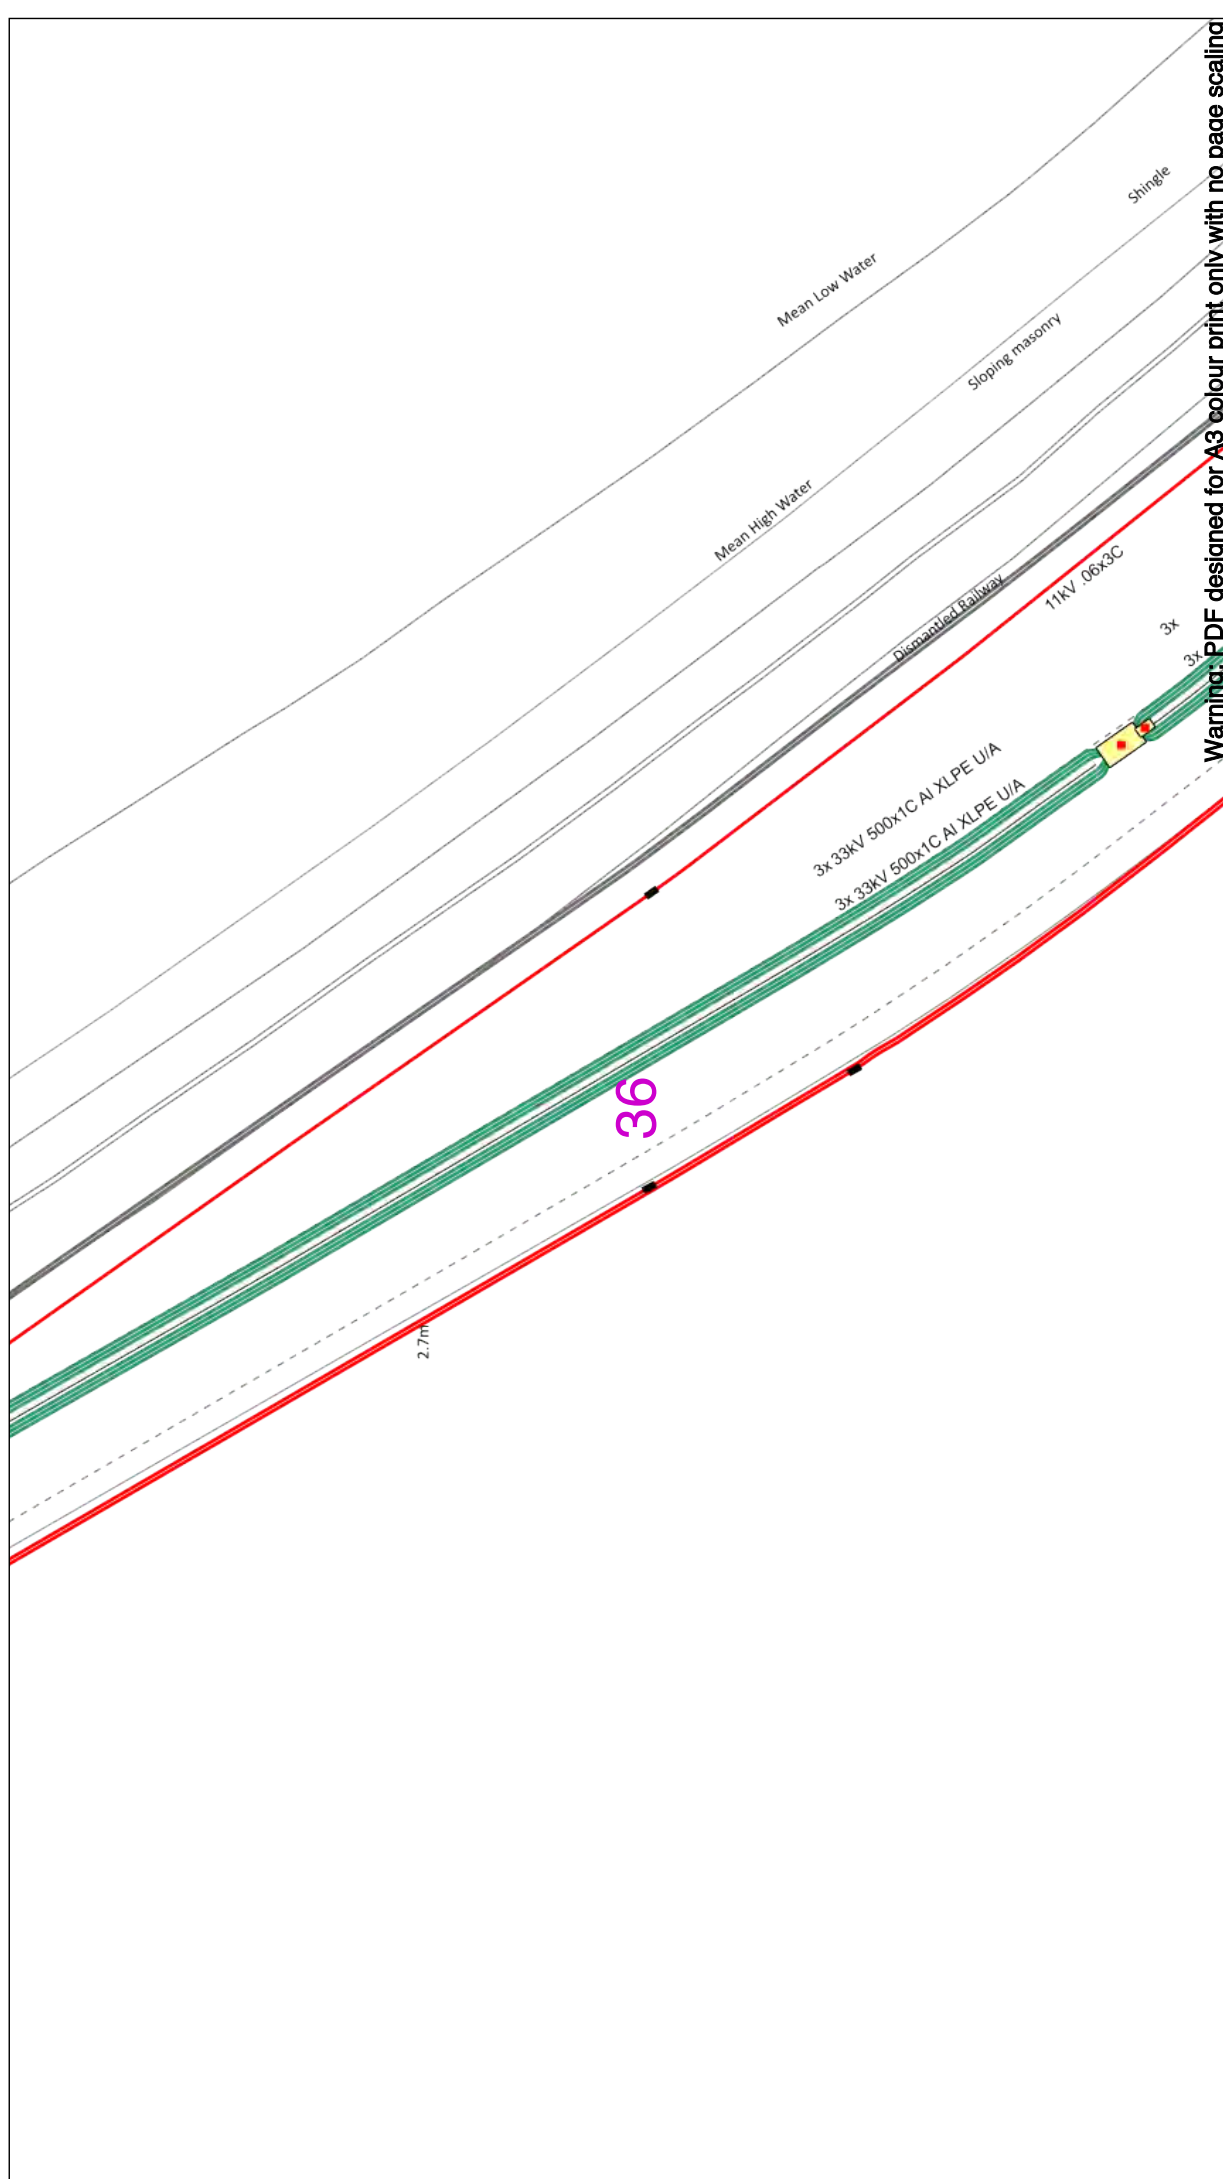 Warning: PDF designed for A3 colour print only with no page scaling
Shingle
Mean Low Water
Sloping masonry
Mean High Water
11kV .06x3C
Dismantled Railway
3x
3x
3x 33kV 500x1C Al XLPE U/A
3x 33kV 500x1C Al XLPE U/A
36
2.7m